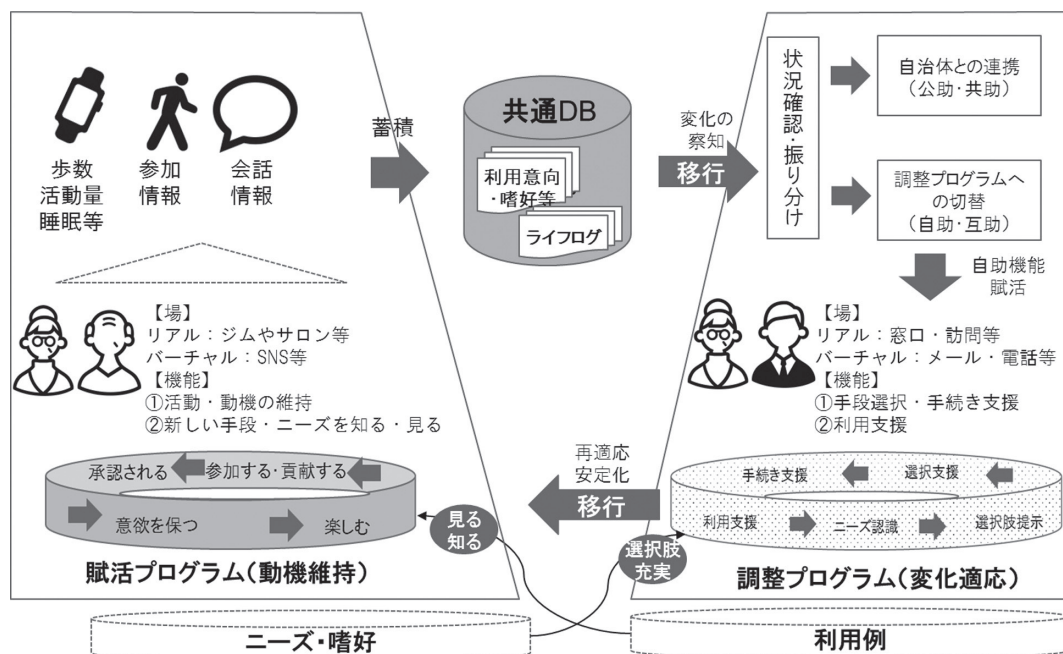 歩数
活動量
睡眠等
参加
情報
会話
情報
蓄積
共通DB
利用意向
・嗜好等
ライフログ
変化の
察知
移行
状況確認・振り分け
自治体との連携
(公助・共助)
調整プログラムへ
の切替
(自助・互助)
自助機能
賦活
【場】
リアル：ジムやサロン等
バーチャル：SNS等
【機能】
①活動・動機の維持
②新しい手段・ニーズを知る・見る
【場】
リアル：窓口・訪問等
バーチャル：メール・電話等
【機能】
①手段選択・手続き支援
②利用支援
承認される
参加する・貢献する
意欲を保つ
楽しむ
賦活プログラム(動機維持)
再適応
安定化
移行
見る
知る
選択肢
充実
手続き支援
選択支援
利用支援
ニーズ認識
選択肢提示
調整プログラム(変化適応)
ニーズ・嗜好
利用例